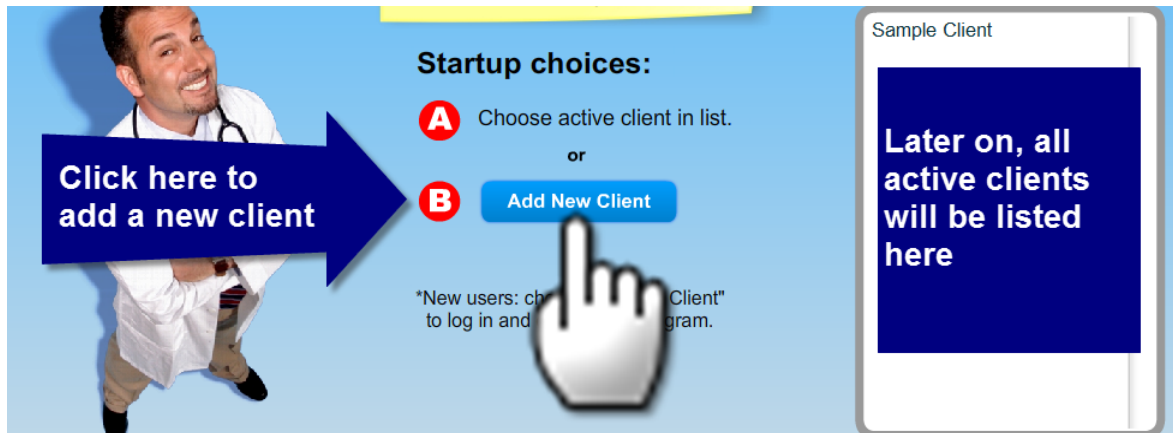 Startup choices:
A Choose active client in list.
or
B Add New Client
Click here to
add a new client
*New users: ch Client"
to log in and gram.
Sample Client
Later on, all
active clients
will be listed
here